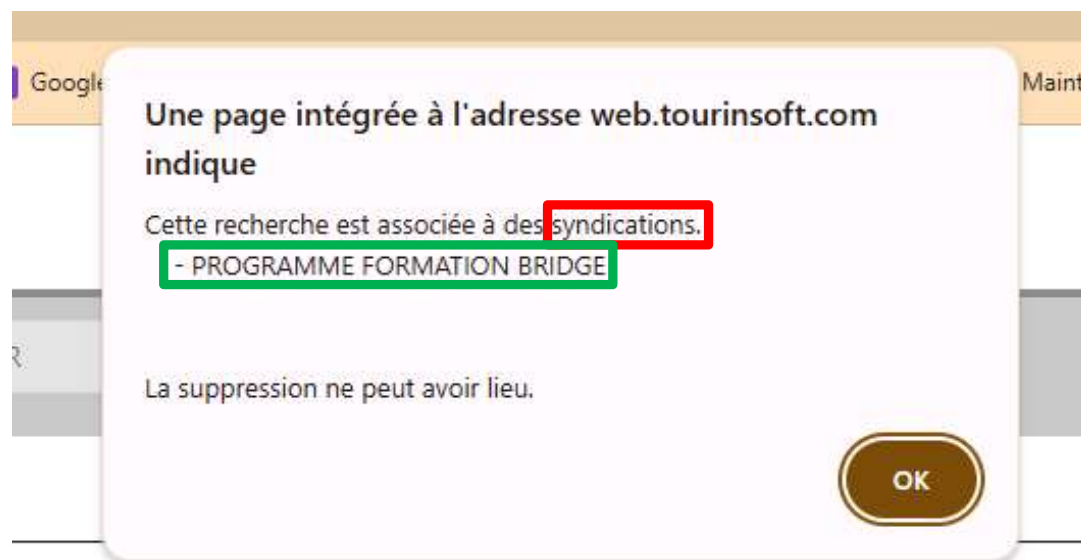 Google
Maint
Une page intégrée à l'adresse web.tourinsoft.com
indique
Cette recherche est associée à des syndications.
- PROGRAMME FORMATION BRIDGE
R
La suppression ne peut avoir lieu.
OK